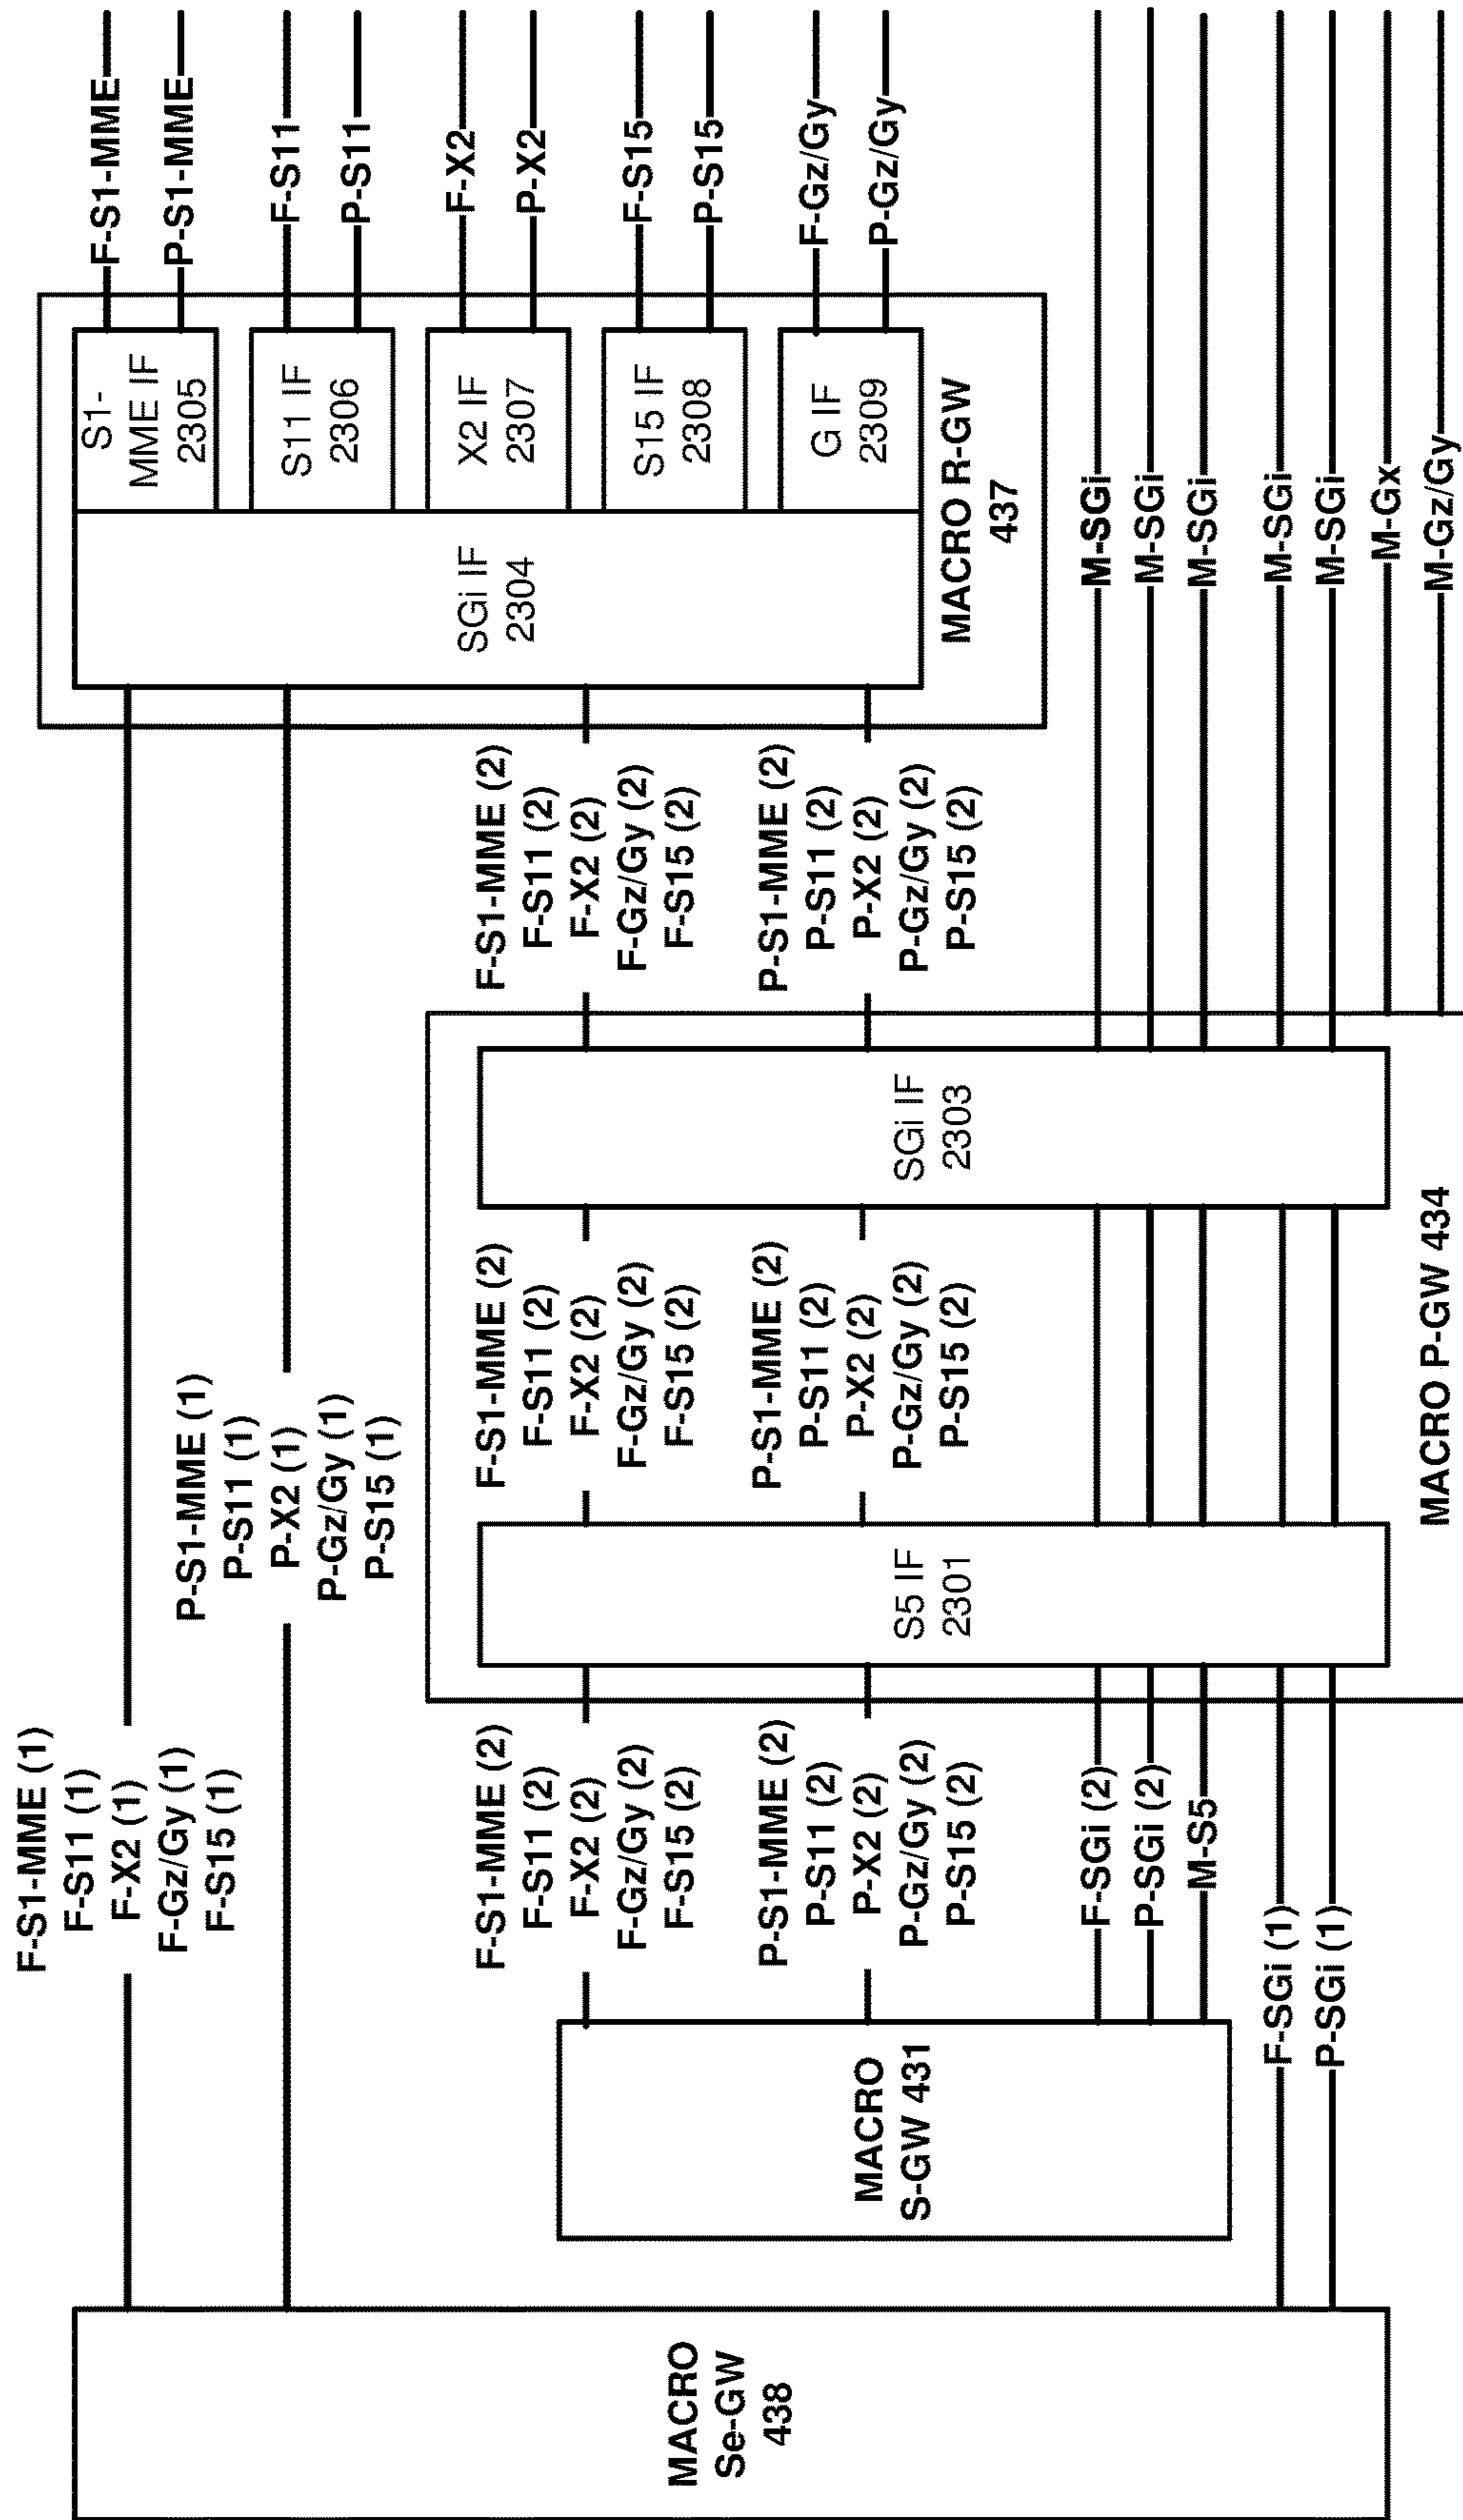 F-S1-MME (1)
F-S11 (1)
F-X2 (1)
F-Gz/Gy (1)
F-S15 (1)
P-S1-MME (1)
P-S11 (1)
P-X2 (1)
P-Gz/Gy (1)
P-S15 (1)
MACRO
Se-GW
438
MACRO
S-GW 431
F-S1-MME (2)
F-S11 (2)
F-X2 (2)
F-Gz/Gy (2)
F-S15 (2)
P-S1-MME (2)
P-S11 (2)
P-X2 (2)
P-Gz/Gy (2)
P-S15 (2)
F-SGi (2)
P-SGi (2)
M-S5
F-SGi (1)
P-SGi (1)
S5 IF
2301
F-S1-MME (2)
F-S11 (2)
F-X2 (2)
F-Gz/Gy (2)
F-S15 (2)
P-S1-MME (2)
P-S11 (2)
P-X2 (2)
P-Gz/Gy (2)
P-S15 (2)
SGi IF
2303
MACRO P-GW 434
F-S1-MME (2)
F-S11 (2)
F-X2 (2)
F-Gz/Gy (2)
F-S15 (2)
P-S1-MME (2)
P-S11 (2)
P-X2 (2)
P-Gz/Gy (2)
P-S15 (2)
SGi IF
2304
S1-
MME IF
2305
S11 IF
2306
X2 IF
2307
S15 IF
2308
G IF
2309
MACRO R-GW
437
F-S1-MME
P-S1-MME
F-S11
P-S11
F-X2
P-X2
F-S15
P-S15
F-Gz/Gy
P-Gz/Gy
M-SGi
M-SGi
M-SGi
M-SGi
M-SGi
M-Gx
M-Gz/Gy